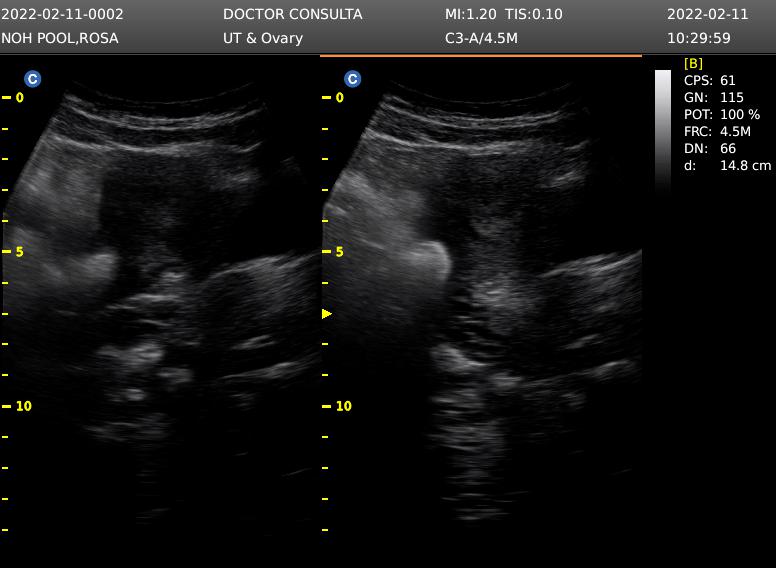 2022-02-11-0002 DOCTOR CONSULTA MI:1.20 TIS:0.10 2022-02-11
NOH POOL,ROSA UT & Ovary C3-A/4.5M 10:29:59
[B]
CPS: 61
GN: 115
POT: 100 %
FRC: 4.5M
DN: 66
d: 14.8 cm
C C
0 0
5 5
10 10